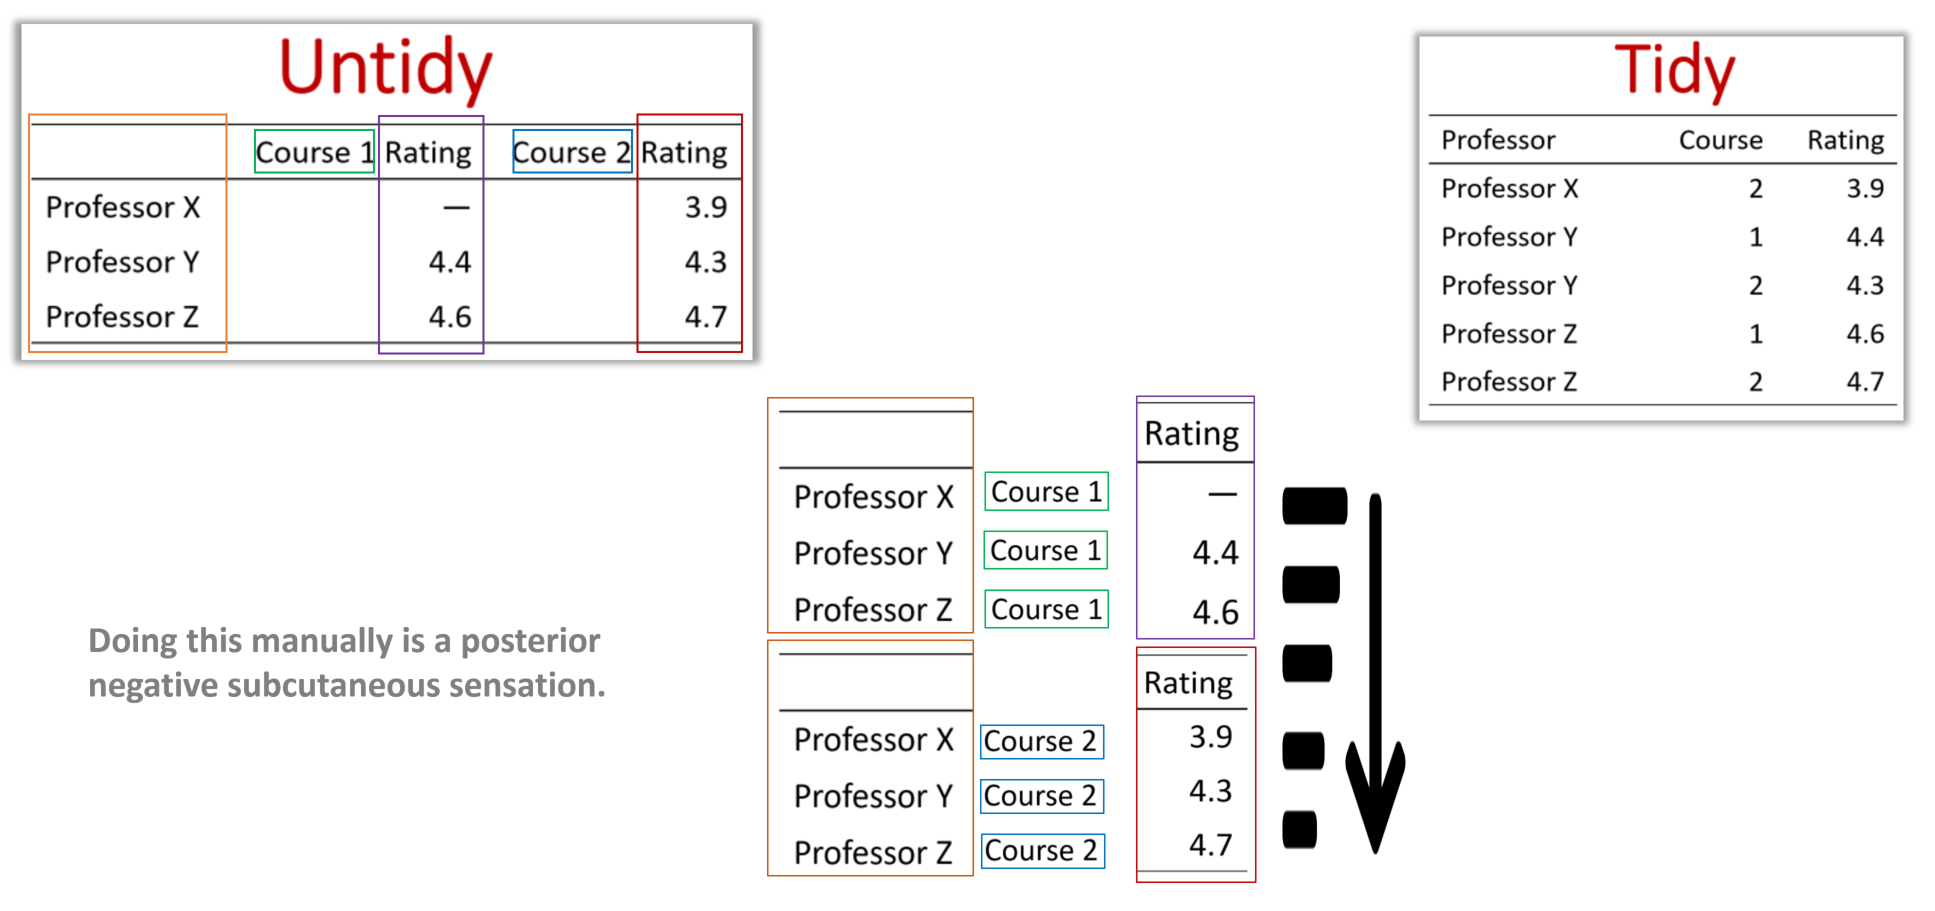 Untidy
Course 1 Rating Course 2 Rating
Professor X — 3.9
Professor Y 4.4 4.3
Professor Z 4.6 4.7
Tidy
Professor Course Rating
Professor X 2 3.9
Professor Y 1 4.4
Professor Y 2 4.3
Professor Z 1 4.6
Professor Z 2 4.7
Rating
Professor X Course 1 —
Professor Y Course 1 4.4
Professor Z Course 1 4.6
Rating
Professor X Course 2 3.9
Professor Y Course 2 4.3
Professor Z Course 2 4.7
Doing this manually is a posterior
negative subcutaneous sensation.